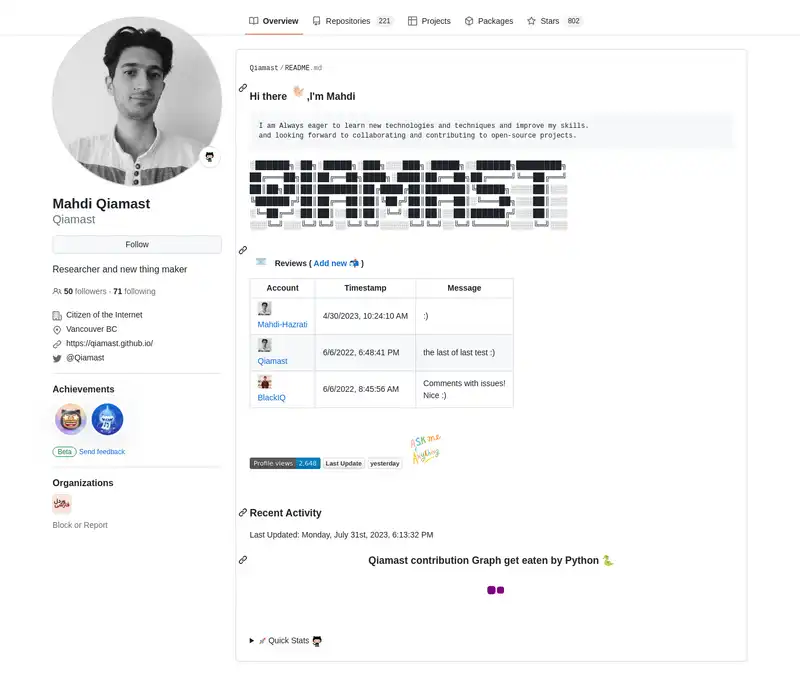 Overview Repositories 221 Projects Packages Stars 802
Mahdi Qiamast
Qiamast
Follow
Researcher and new thing maker
50 followers · 71 following
Citizen of the Internet
Vancouver BC
https://qiamast.github.io/
@Qiamast
Achievements
Beta Send feedback
Organizations
Block or Report
Qiamast/README.md
Hi there ,I'm Mahdi
I am Always eager to learn new technologies and techniques and improve my skills.
and looking forward to collaborating and contributing to open-source projects.
QIAMAST
Reviews ( Add new )
Account Timestamp Message
Mahdi-Hazrati 4/30/2023, 10:24:10 AM :)
Qiamast 6/6/2022, 6:48:41 PM the last of last test :)
BlackIQ 6/6/2022, 8:45:56 AM Comments with issues!
Nice :)
ASK me
Anything
Profile views 2,648 Last Update yesterday
Recent Activity
Last Updated: Monday, July 31st, 2023, 6:13:32 PM
Qiamast contribution Graph get eaten by Python
Quick Stats